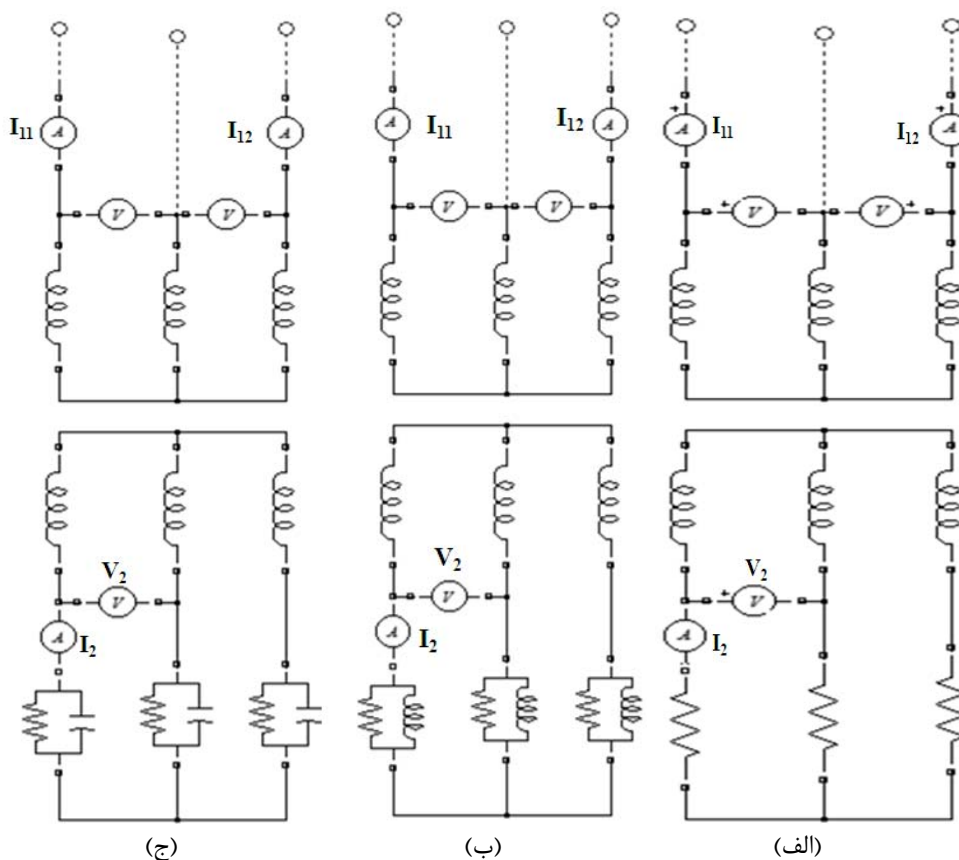 I₁₁ A I₁₂ A
I₁₁ A I₁₂ A
+ A I₁₁ I₁₂ + A
V V
V V
+ V V +
V₂
V
A I₂
V₂
V
A I₂
V₂
+ V
A I₂
(ج) (ب) (الف)